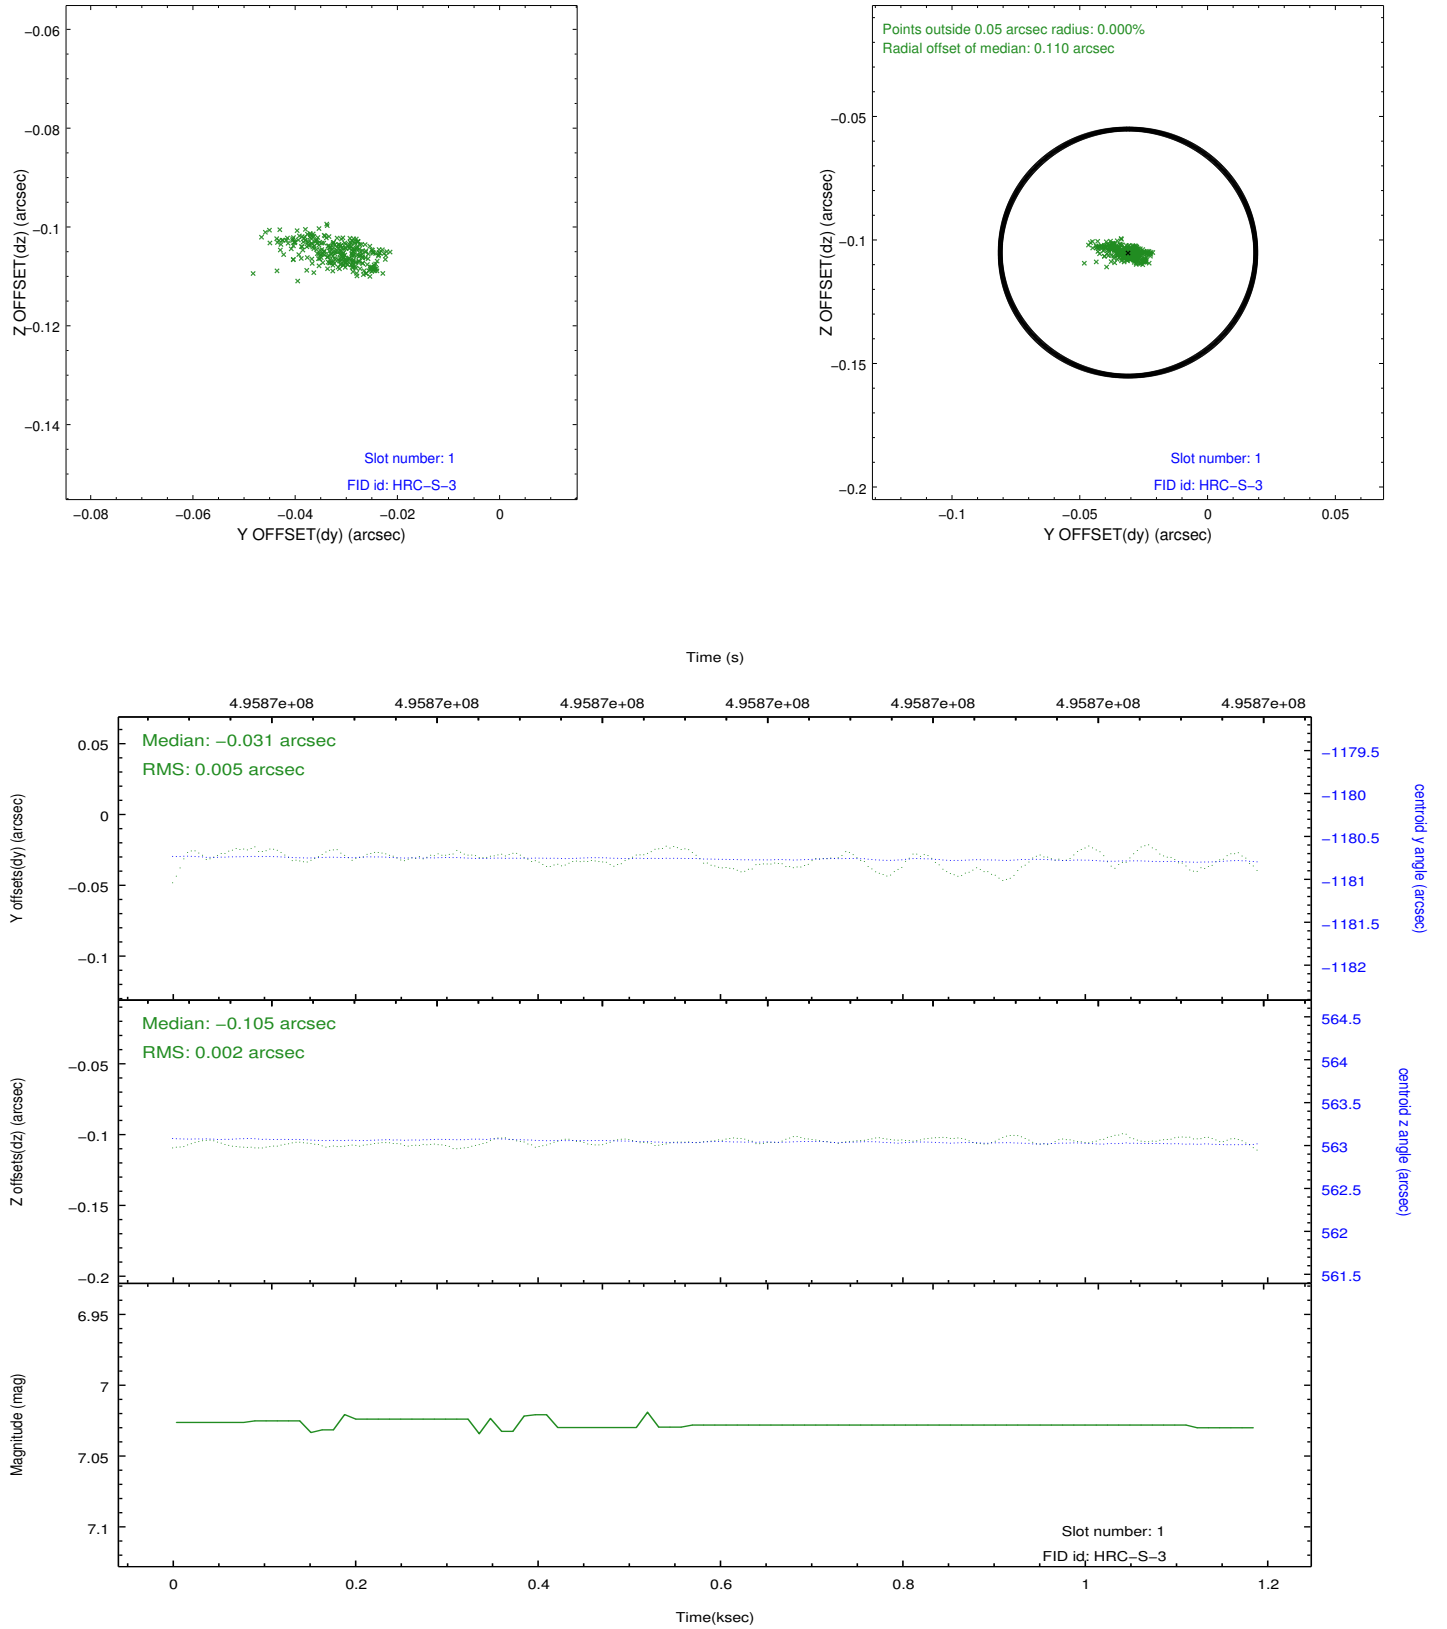 −0.06
−0.08
−0.1
−0.12
−0.14
Z OFFSET(dz) (arcsec)
Slot number: 1
FID id: HRC−S−3
−0.08
−0.06
−0.04
−0.02
0
Y OFFSET(dy) (arcsec)
Points outside 0.05 arcsec radius: 0.000%
Radial offset of median: 0.110 arcsec
−0.05
−0.1
−0.15
−0.2
Z OFFSET(dz) (arcsec)
Slot number: 1
FID id: HRC−S−3
−0.1
−0.05
0
0.05
Y OFFSET(dy) (arcsec)
Time (s)
4.9587e+08
4.9587e+08
4.9587e+08
4.9587e+08
4.9587e+08
4.9587e+08
4.9587e+08
Median: −0.031 arcsec
RMS: 0.005 arcsec
0.05
0
−0.05
−0.1
Y offsets(dy) (arcsec)
−1179.5
−1180
−1180.5
−1181
−1181.5
−1182
centroid y angle (arcsec)
Median: −0.105 arcsec
RMS: 0.002 arcsec
−0.05
−0.1
−0.15
−0.2
Z offsets(dz) (arcsec)
564.5
564
563.5
563
562.5
562
561.5
centroid z angle (arcsec)
6.95
7
7.05
7.1
Magnitude (mag)
Slot number: 1
FID id: HRC−S−3
0
0.2
0.4
0.6
0.8
1
1.2
Time(ksec)